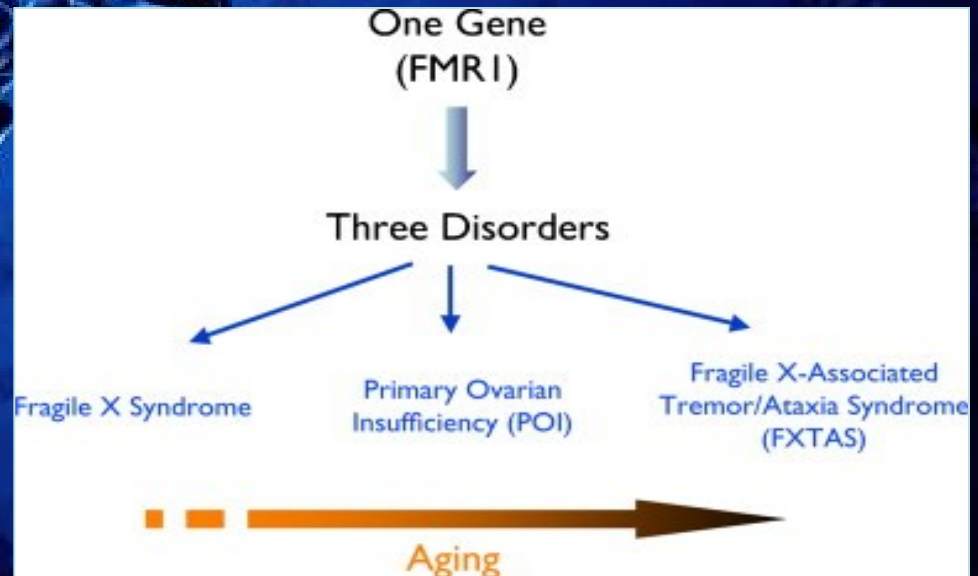 One Gene
(FMR1)
Three Disorders
Fragile X Syndrome
Primary Ovarian
Insufficiency (POI)
Fragile X-Associated
Tremor/Ataxia Syndrome
(FXTAS)
Aging